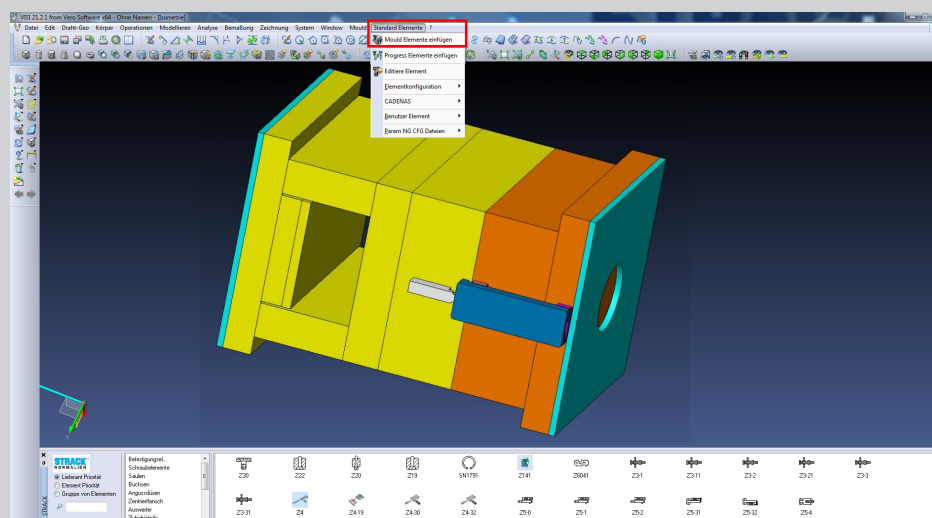 VISI 21.2.1 from Vero Software x64 - Ohne Namen - [Isometrie]
Datei Edit Draht-Geo Körper Operationen Modellieren Analyse Bemaßung Zeichnung System Window Mould Standard Elemente ?
Mould Elemente einfügen
Progress Elemente einfügen
Editiere Element
Elementkonfiguration
CADENAS
Benutzer Element
Param NG CFG Dateien
Y
STRACK
NORMALIEN
Lieferant Priorität
Element Priorität
Gruppe von Elementen
STRACK
Befestigungsel.
Schraubelemente
Säulen
Buchsen
Angussdüsen
Zentrierflansch
Auswerfer
Z30 Z22 Z20 Z19 SN1791 Z141 Z6041 Z3-1 Z3-11 Z3-2 Z3-21 Z3-3
Z3-31 Z4 Z4-19 Z4-30 Z4-32 Z5-0 Z5-1 Z5-2 Z5-31 Z5-32 Z5-4